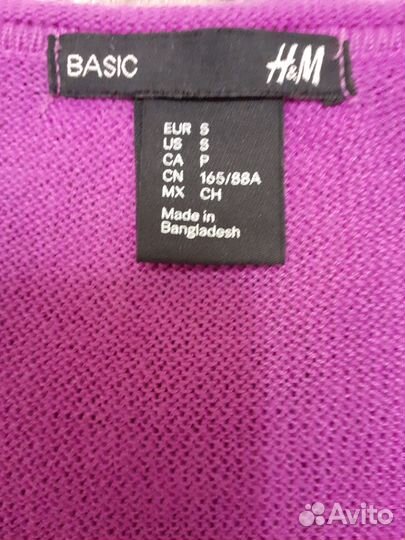 BASIC H&M
EUR S
US S
CA P
CN 165/88A
MX CH
Made in
Bangladesh
Avito